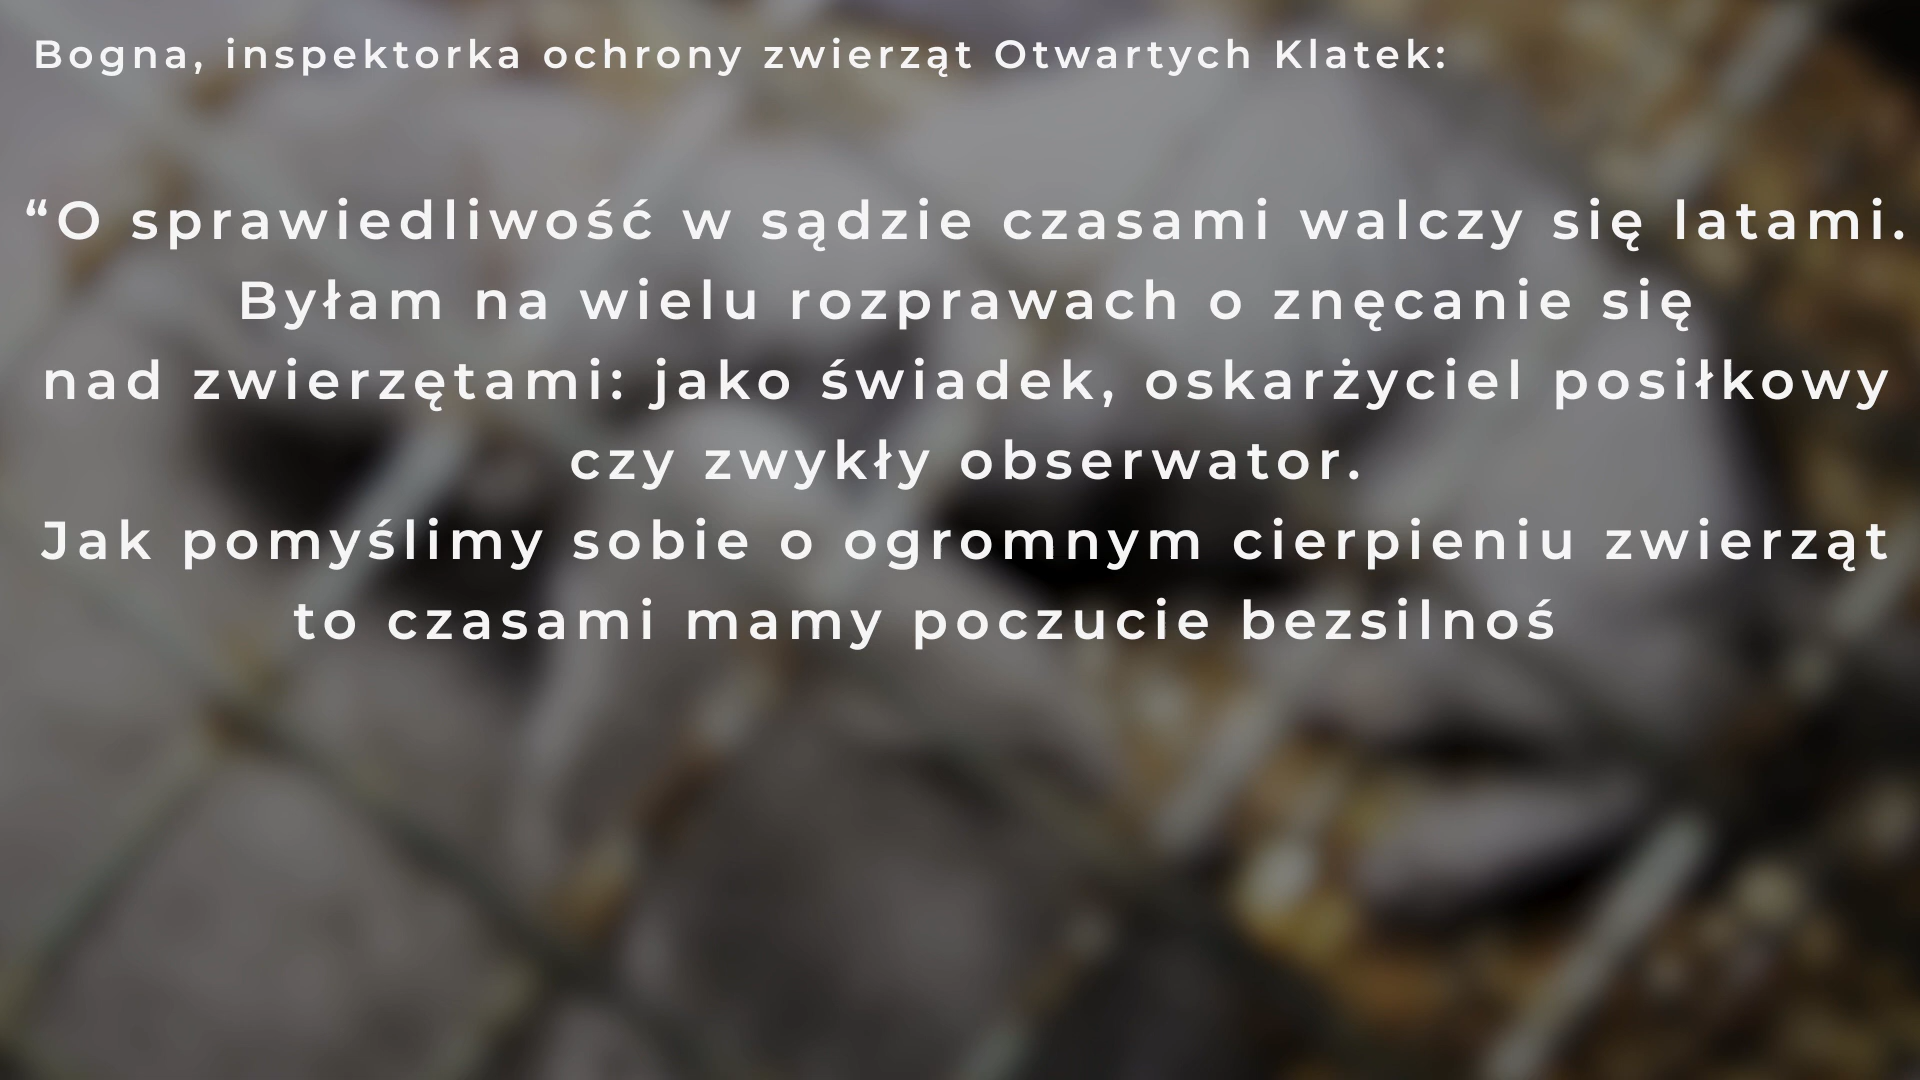 Bogna, inspektorka ochrony zwierząt Otwartych Klatek:
“O sprawiedliwość w sądzie czasami walczy się latami.
Byłam na wielu rozprawach o znęcanie się
nad zwierzętami: jako świadek, oskarżyciel posiłkowy
czy zwykły obserwator.
Jak pomyślimy sobie o ogromnym cierpieniu zwierząt
to czasami mamy poczucie bezsilnoś